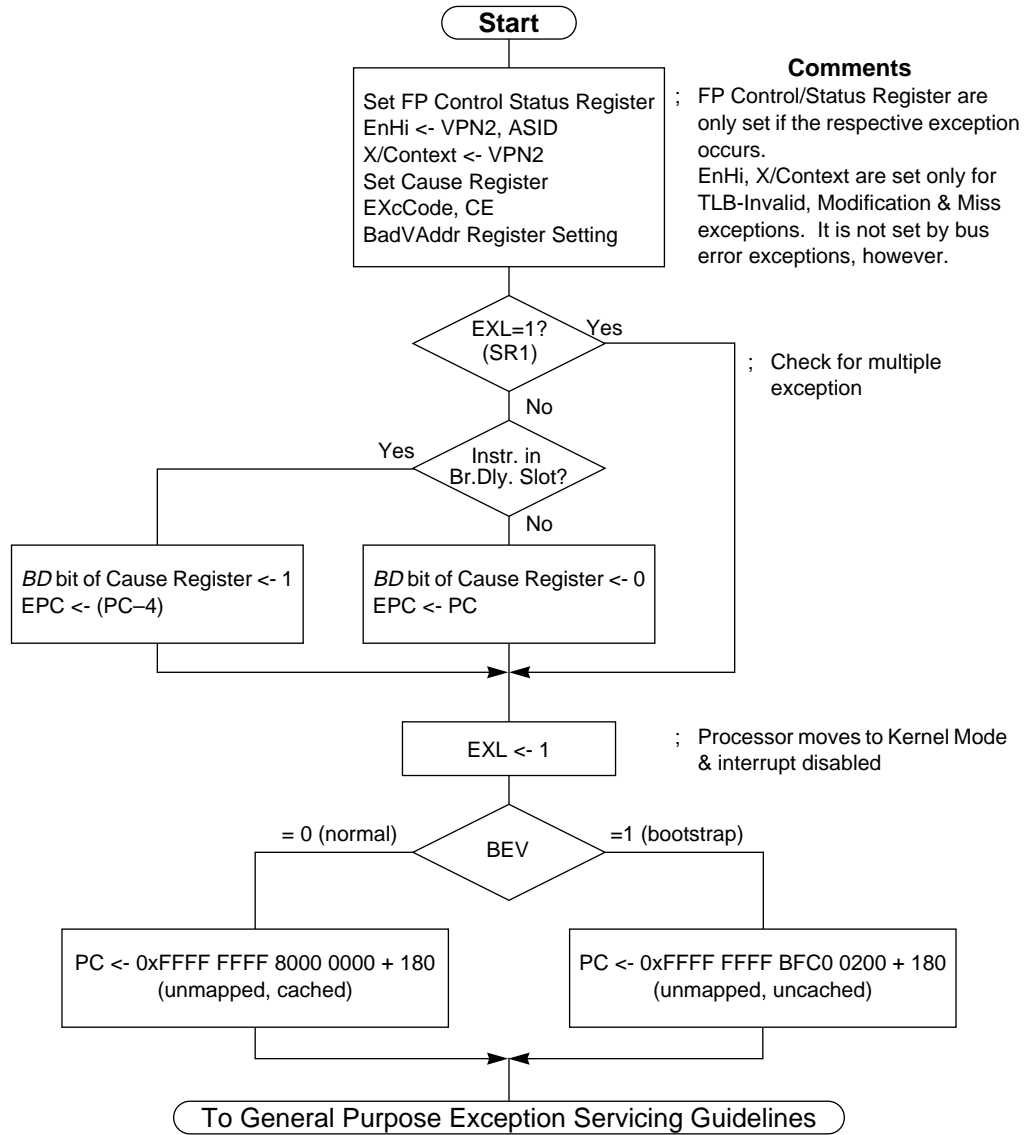 Start
Set FP Control Status Register
EnHi <- VPN2, ASID
X/Context <- VPN2
Set Cause Register
EXcCode, CE
BadVAddr Register Setting
Comments
; FP Control/Status Register are
only set if the respective exception
occurs.
EnHi, X/Context are set only for
TLB-Invalid, Modification & Miss
exceptions. It is not set by bus
error exceptions, however.
EXL=1?
(SR1)
Yes
; Check for multiple
exception
No
Yes
Instr. in
Br.Dly. Slot?
No
BD bit of Cause Register <- 1
EPC <- (PC–4)
BD bit of Cause Register <- 0
EPC <- PC
EXL <- 1
; Processor moves to Kernel Mode
& interrupt disabled
= 0 (normal)
BEV
=1 (bootstrap)
PC <- 0xFFFF FFFF 8000 0000 + 180
(unmapped, cached)
PC <- 0xFFFF FFFF BFC0 0200 + 180
(unmapped, uncached)
To General Purpose Exception Servicing Guidelines